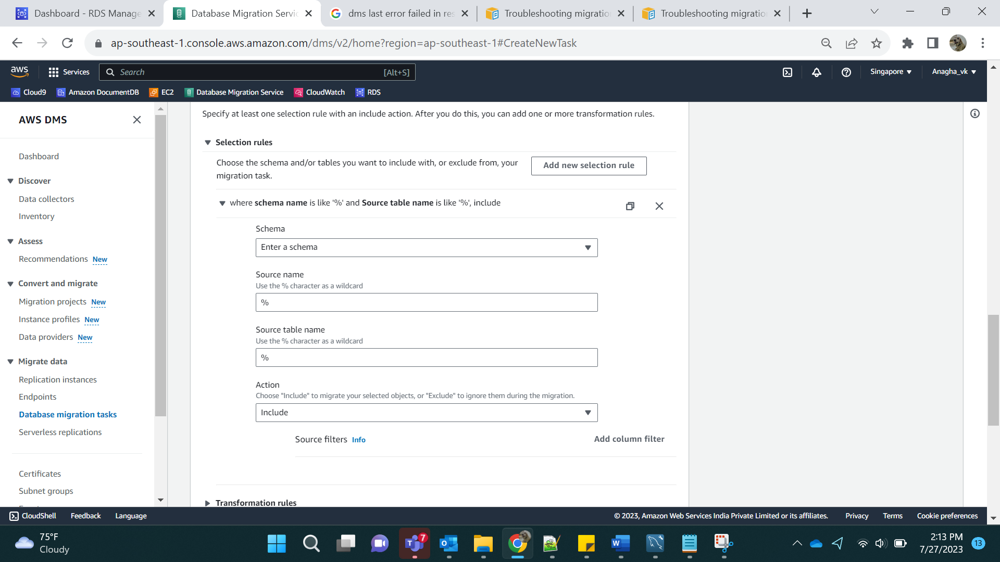 Dashboard - RDS Manage
Database Migration Servic
dms last error failed in res
Troubleshooting migratio
Troubleshooting migratio
ap-southeast-1.console.aws.amazon.com/dms/v2/home?region=ap-southeast-1#CreateNewTask
aws
Services
Search
[Alt+S]
Singapore
Anagha_vk
Cloud9
Amazon DocumentDB
EC2
Database Migration Service
CloudWatch
RDS
AWS DMS
Dashboard
Discover
Data collectors
Inventory
Assess
Recommendations New
Convert and migrate
Migration projects New
Instance profiles New
Data providers New
Migrate data
Replication instances
Endpoints
Database migration tasks
Serverless replications
Certificates
Subnet groups
Specify at least one selection rule with an include action. After you do this, you can add one or more transformation rules.
Selection rules
Choose the schema and/or tables you want to include with, or exclude from, your
migration task.
Add new selection rule
where schema name is like '%' and Source table name is like '%', include
Schema
Enter a schema
Source name
Use the % character as a wildcard
%
Source table name
Use the % character as a wildcard
%
Action
Choose "Include" to migrate your selected objects, or "Exclude" to ignore them during the migration.
Include
Source filters Info
Add column filter
Transformation rules
CloudShell
Feedback
Language
© 2023, Amazon Web Services India Private Limited or its affiliates.
Privacy
Terms
Cookie preferences
75°F
Cloudy
7
2:13 PM
7/27/2023
13